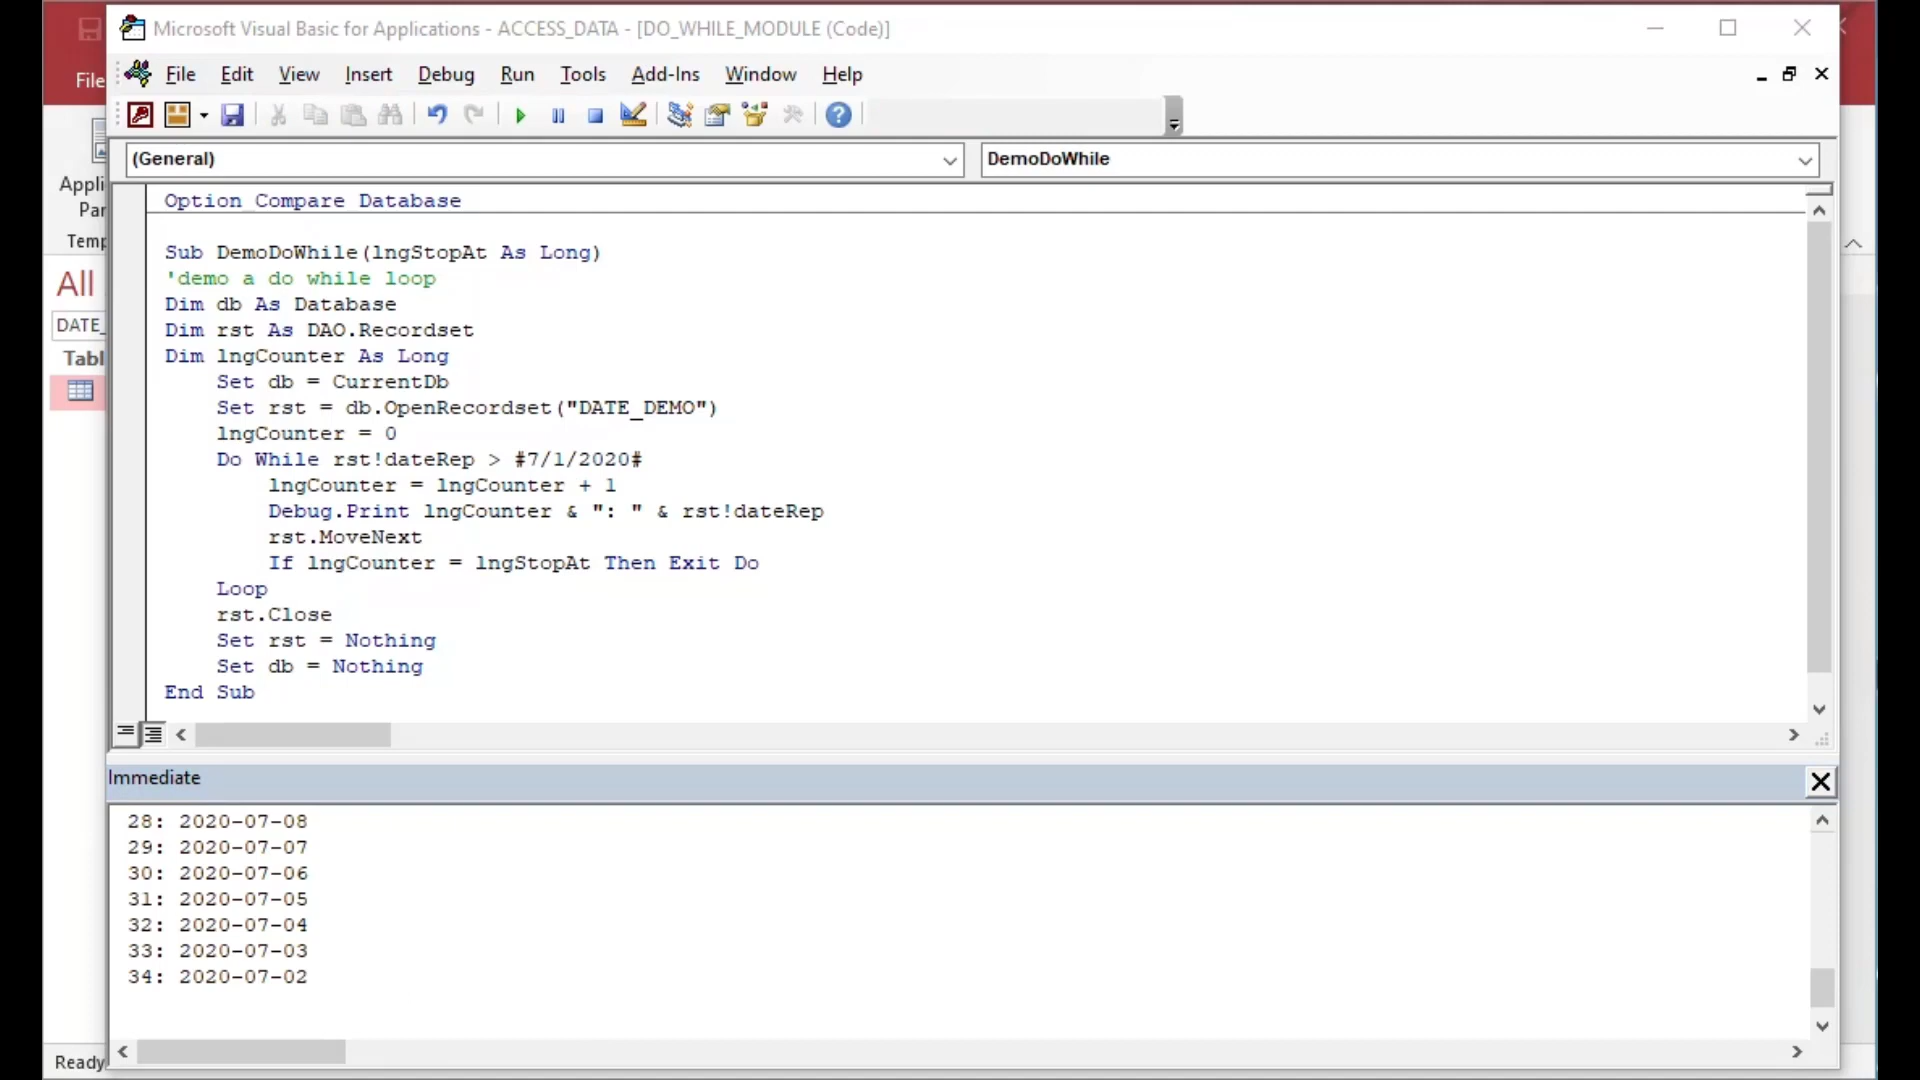 Microsoft Visual Basic for Applications - ACCESS_DATA - [DO_WHILE_MODULE (Code)]
File
File Edit View Insert Debug Run Tools Add-Ins Window Help
(General)
DemoDoWhile
Appli
Par
Temp
All
DATE_
Tabl
Option Compare Database
Sub DemoDoWhile(lngStopAt As Long)
'demo a do while loop
Dim db As Database
Dim rst As DAO.Recordset
Dim lngCounter As Long
Set db = CurrentDb
Set rst = db.OpenRecordset("DATE_DEMO")
lngCounter = 0
Do While rst!dateRep > #7/1/2020#
lngCounter = lngCounter + 1
Debug.Print lngCounter & ": " & rst!dateRep
rst.MoveNext
If lngCounter = lngStopAt Then Exit Do
Loop
rst.Close
Set rst = Nothing
Set db = Nothing
End Sub
Immediate
28: 2020-07-08
29: 2020-07-07
30: 2020-07-06
31: 2020-07-05
32: 2020-07-04
33: 2020-07-03
34: 2020-07-02
Ready